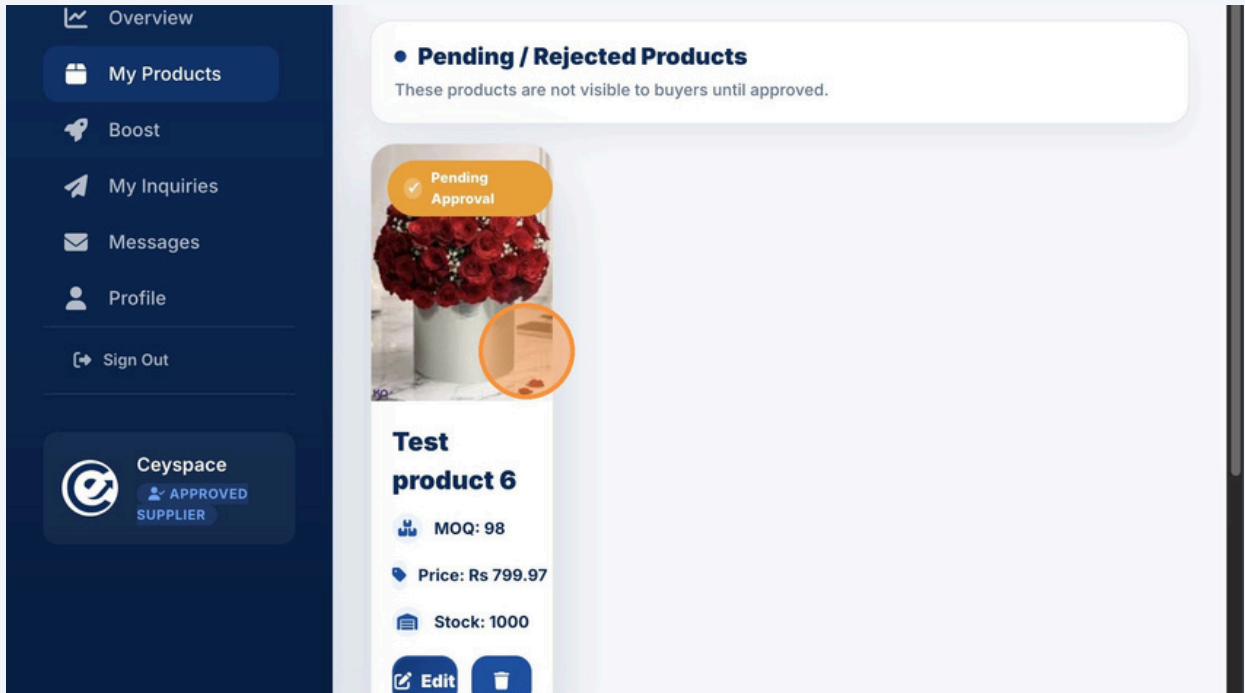 Overview
My Products
Boost
My Inquiries
Messages
Profile
Sign Out
Ceyspace
APPROVED
SUPPLIER
Pending / Rejected Products
These products are not visible to buyers until approved.
Pending
Approval
Test
product 6
MOQ: 98
Price: Rs 799.97
Stock: 1000
Edit